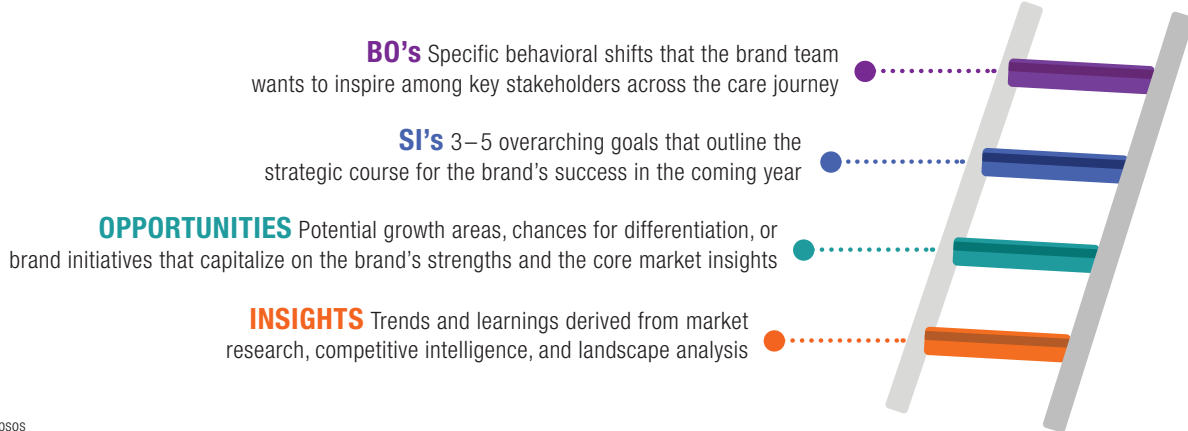 BO's Specific behavioral shifts that the brand team
wants to inspire among key stakeholders across the care journey
SI's 3–5 overarching goals that outline the
strategic course for the brand's success in the coming year
OPPORTUNITIES Potential growth areas, chances for differentiation, or
brand initiatives that capitalize on the brand's strengths and the core market insights
INSIGHTS Trends and learnings derived from market
research, competitive intelligence, and landscape analysis